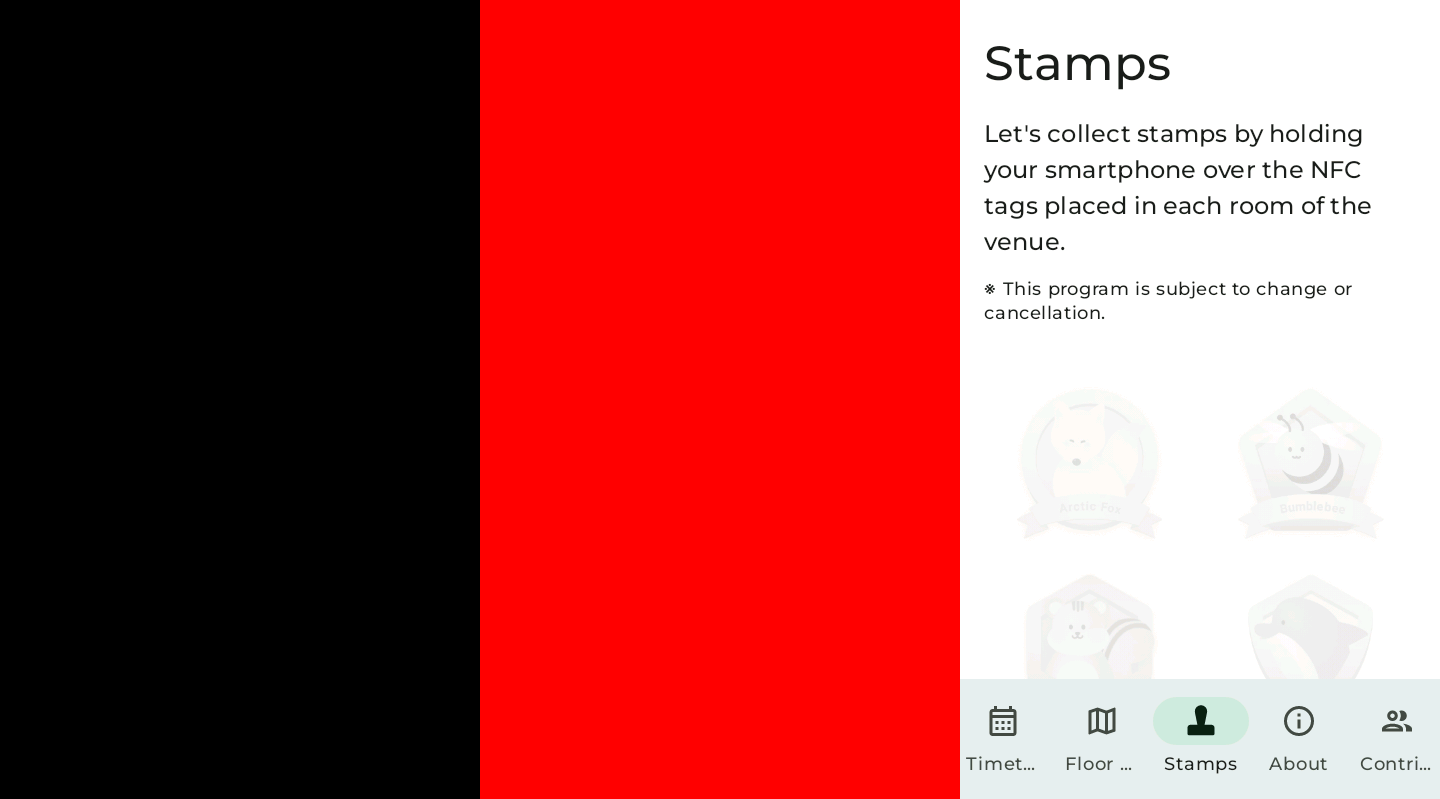 Stamps
Let's collect stamps by holding
your smartphone over the NFC
tags placed in each room of the
venue.
※ This program is subject to change or
cancellation.
Arctic Fox
Bumblebee
Timet...
Floor ...
Stamps
About
Contri...